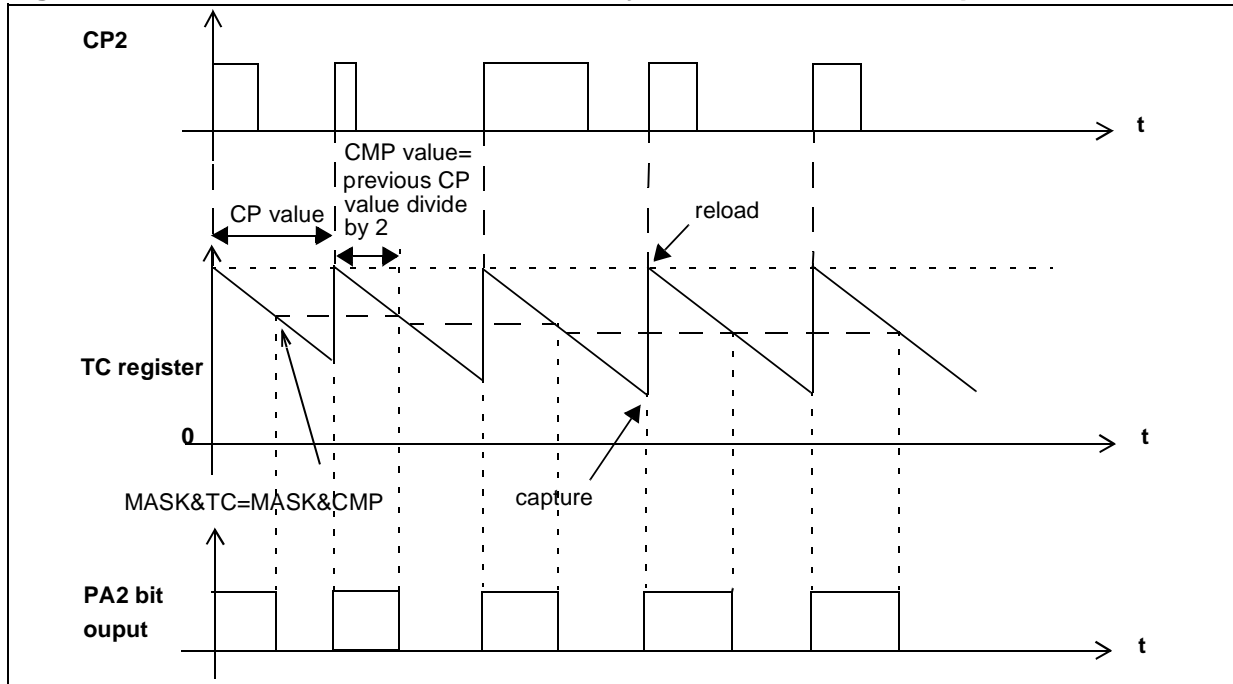 CP2
t
CMP value=
previous CP
value divide
by 2
CP value
reload
TC register
0
t
MASK&TC=MASK&CMP
capture
PA2 bit
ouput
t